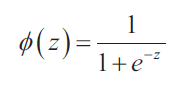 ϕ(z) = 1 / (1 + e^{-z})